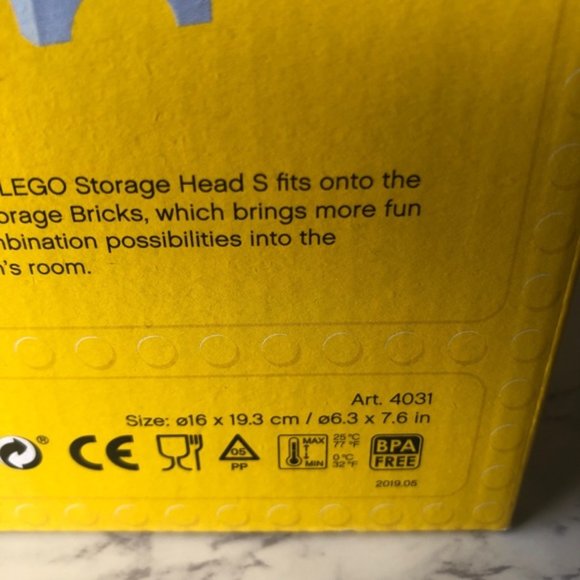 LEGO Storage Head S fits onto the
orage Bricks, which brings more fun
bination possibilities into the
's room.
Art. 4031
Size: ø16 x 19.3 cm / ø6.3 x 7.6 in
® CE 05 PP MAX MIN 25 °C 77 °F 0 °C 32 °F BPA FREE
2019.05